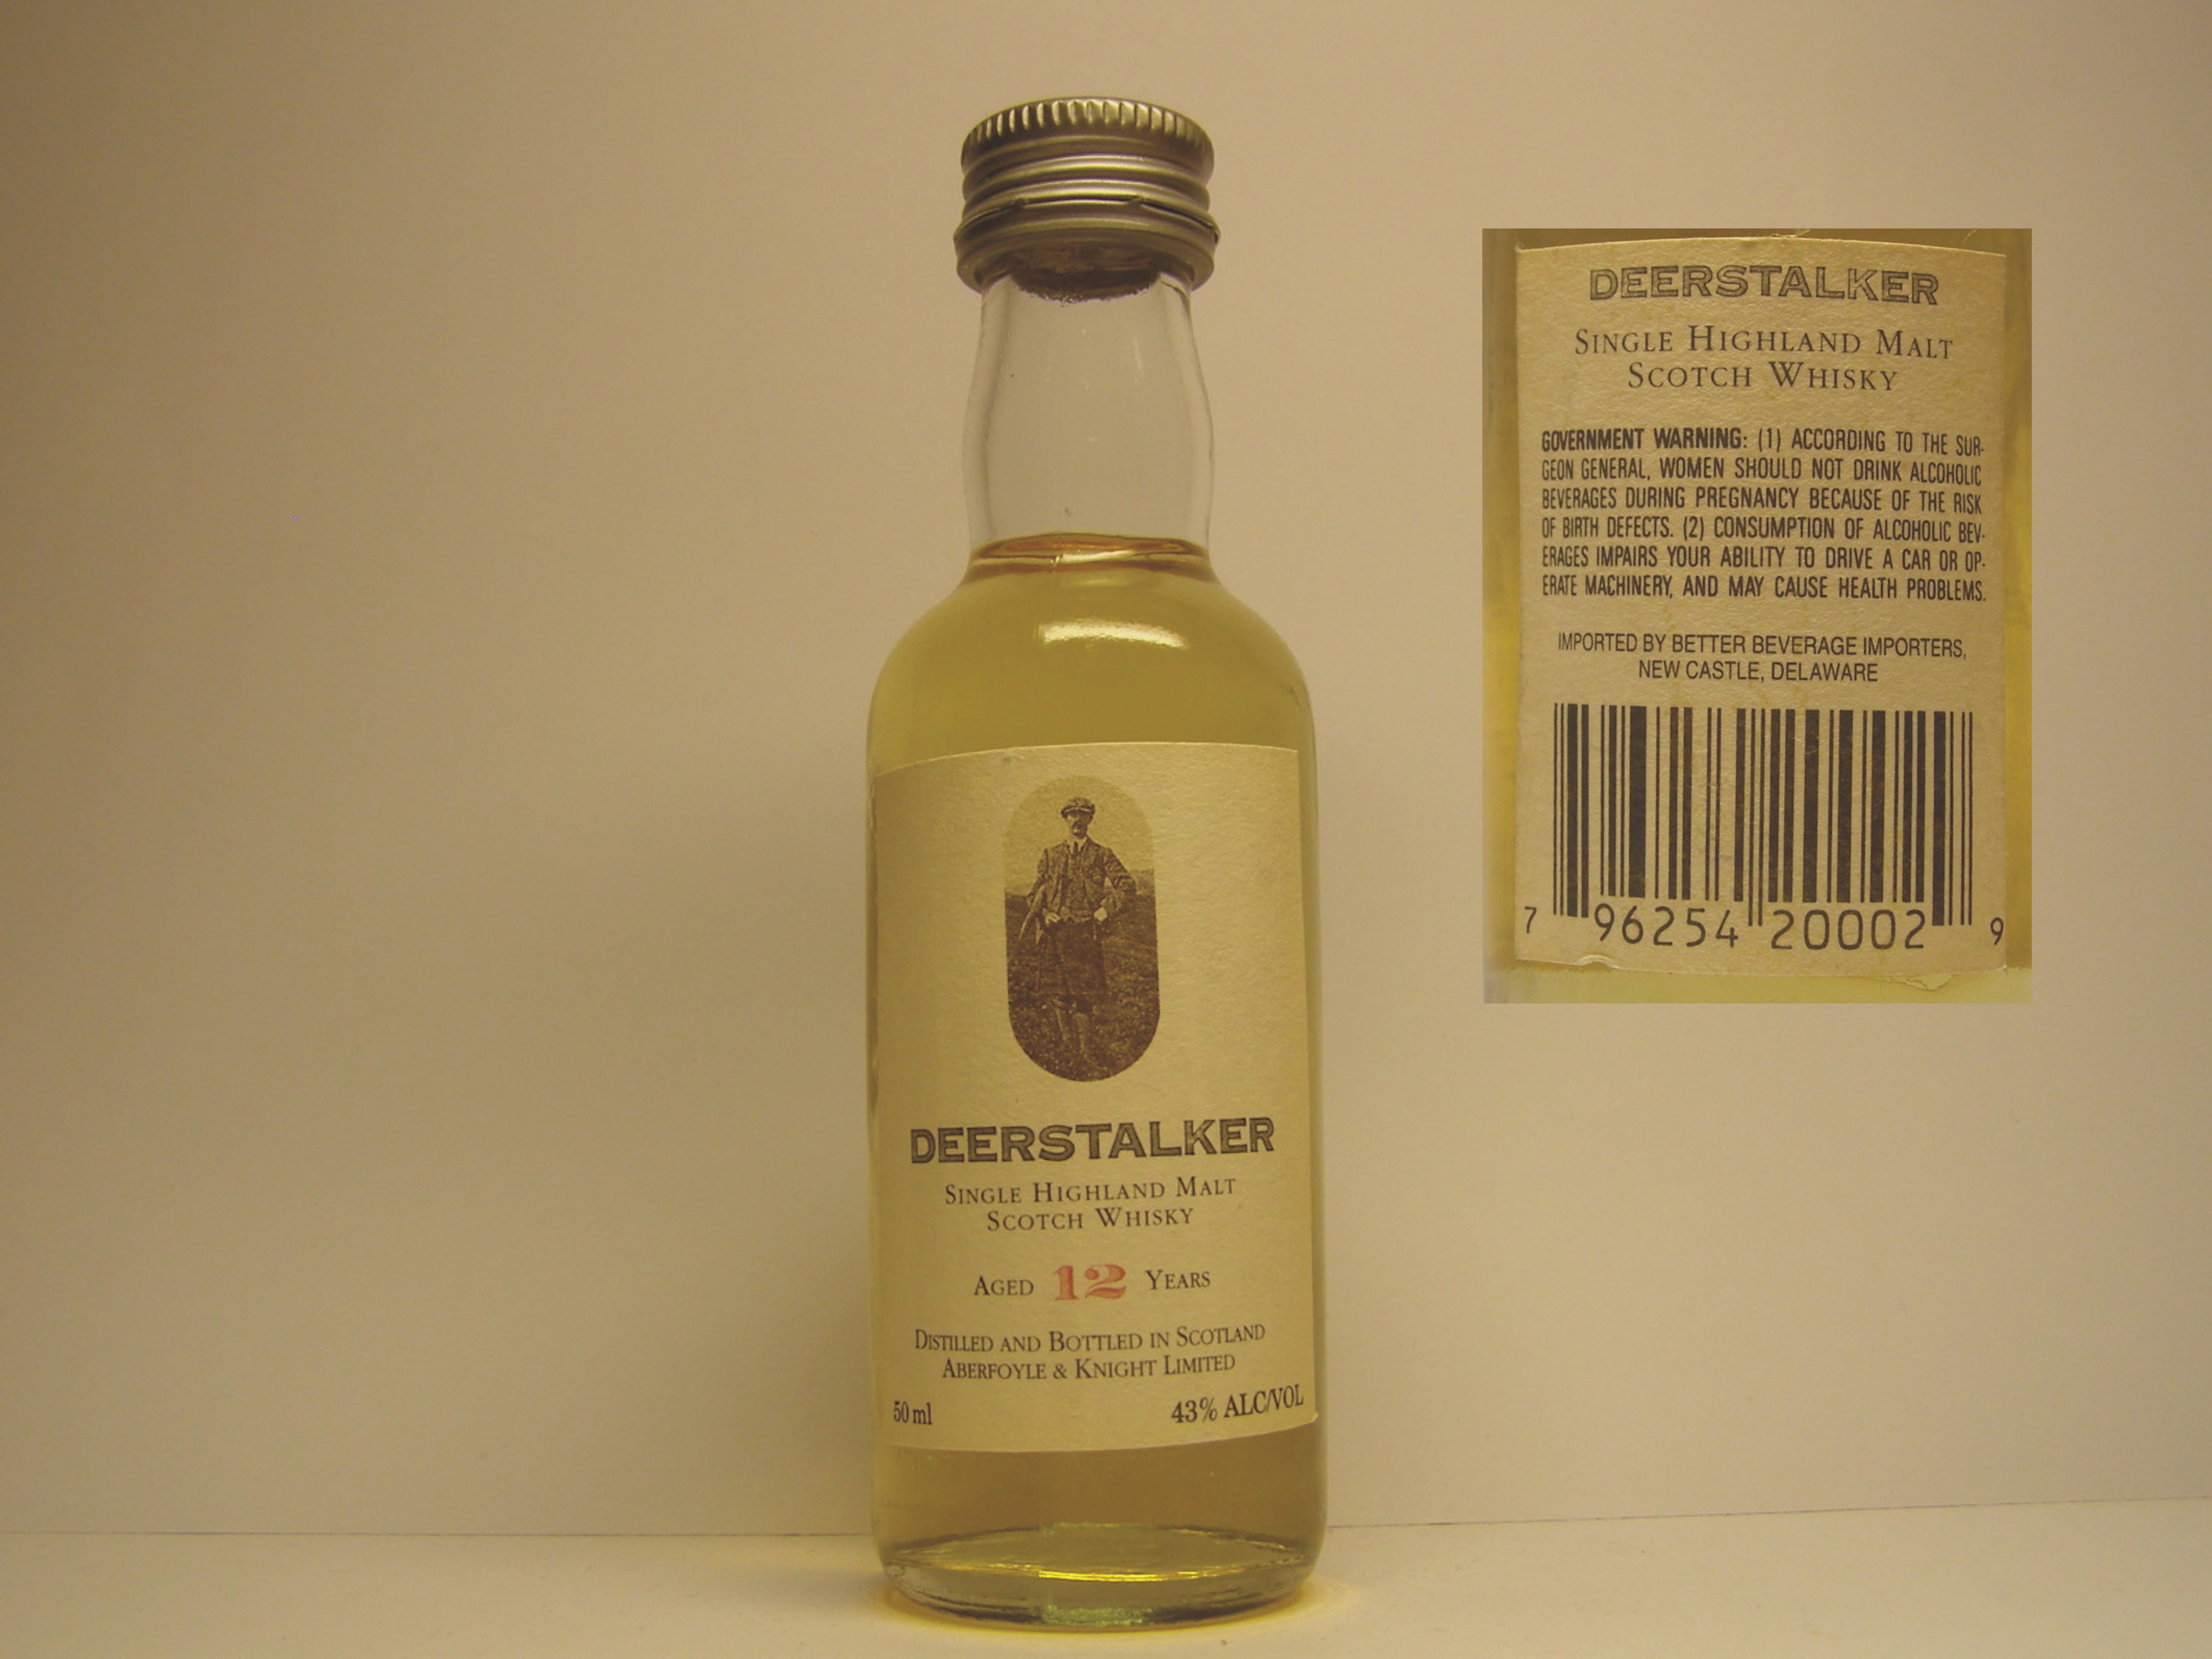 DEERSTALKER
SINGLE HIGHLAND MALT
SCOTCH WHISKY
AGED 12 YEARS
DISTILLED AND BOTTLED IN SCOTLAND
ABERFOYLE & KNIGHT LIMITED
50 ml 43% ALC/VOL
DEERSTALKER
SINGLE HIGHLAND MALT
SCOTCH WHISKY
GOVERNMENT WARNING: (1) ACCORDING TO THE SUR-
GEON GENERAL, WOMEN SHOULD NOT DRINK ALCOHOLIC
BEVERAGES DURING PREGNANCY BECAUSE OF THE RISK
OF BIRTH DEFECTS. (2) CONSUMPTION OF ALCOHOLIC BEV-
ERAGES IMPAIRS YOUR ABILITY TO DRIVE A CAR OR OP-
ERATE MACHINERY, AND MAY CAUSE HEALTH PROBLEMS.
IMPORTED BY BETTER BEVERAGE IMPORTERS,
NEW CASTLE, DELAWARE
7 96254 20002 9